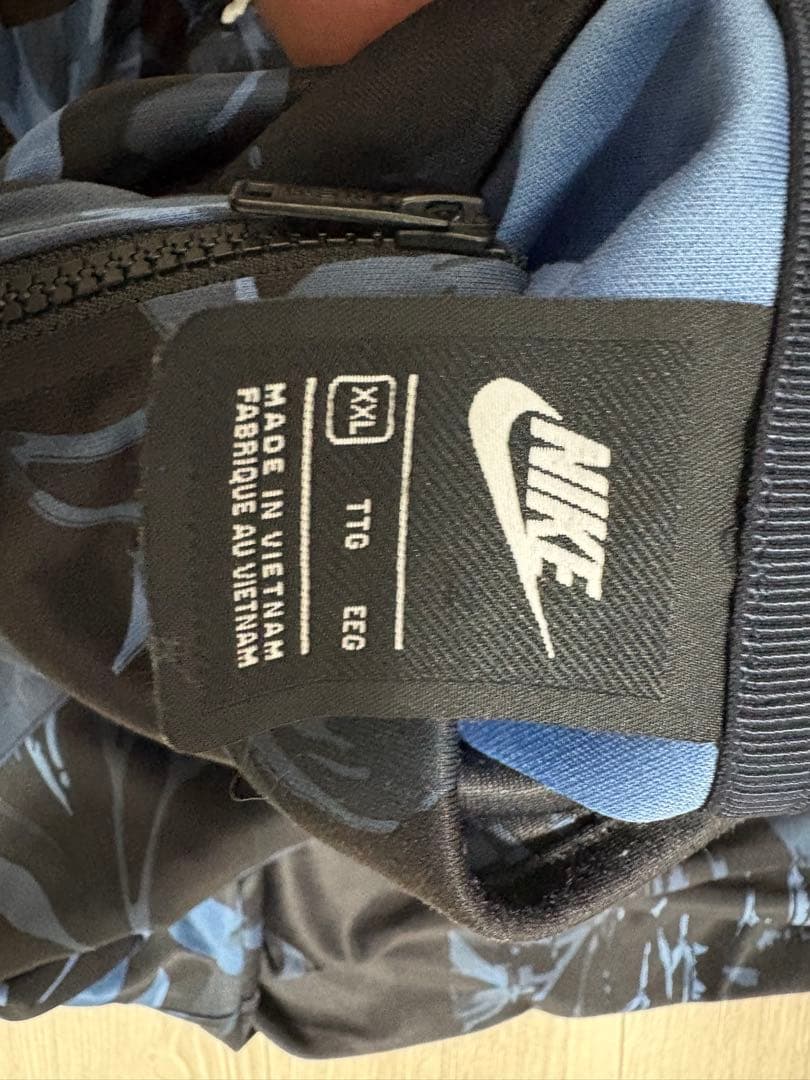 NIKE
XXL TTG EEG
MADE IN VIETNAM
FABRIQUE AU VIETNAM